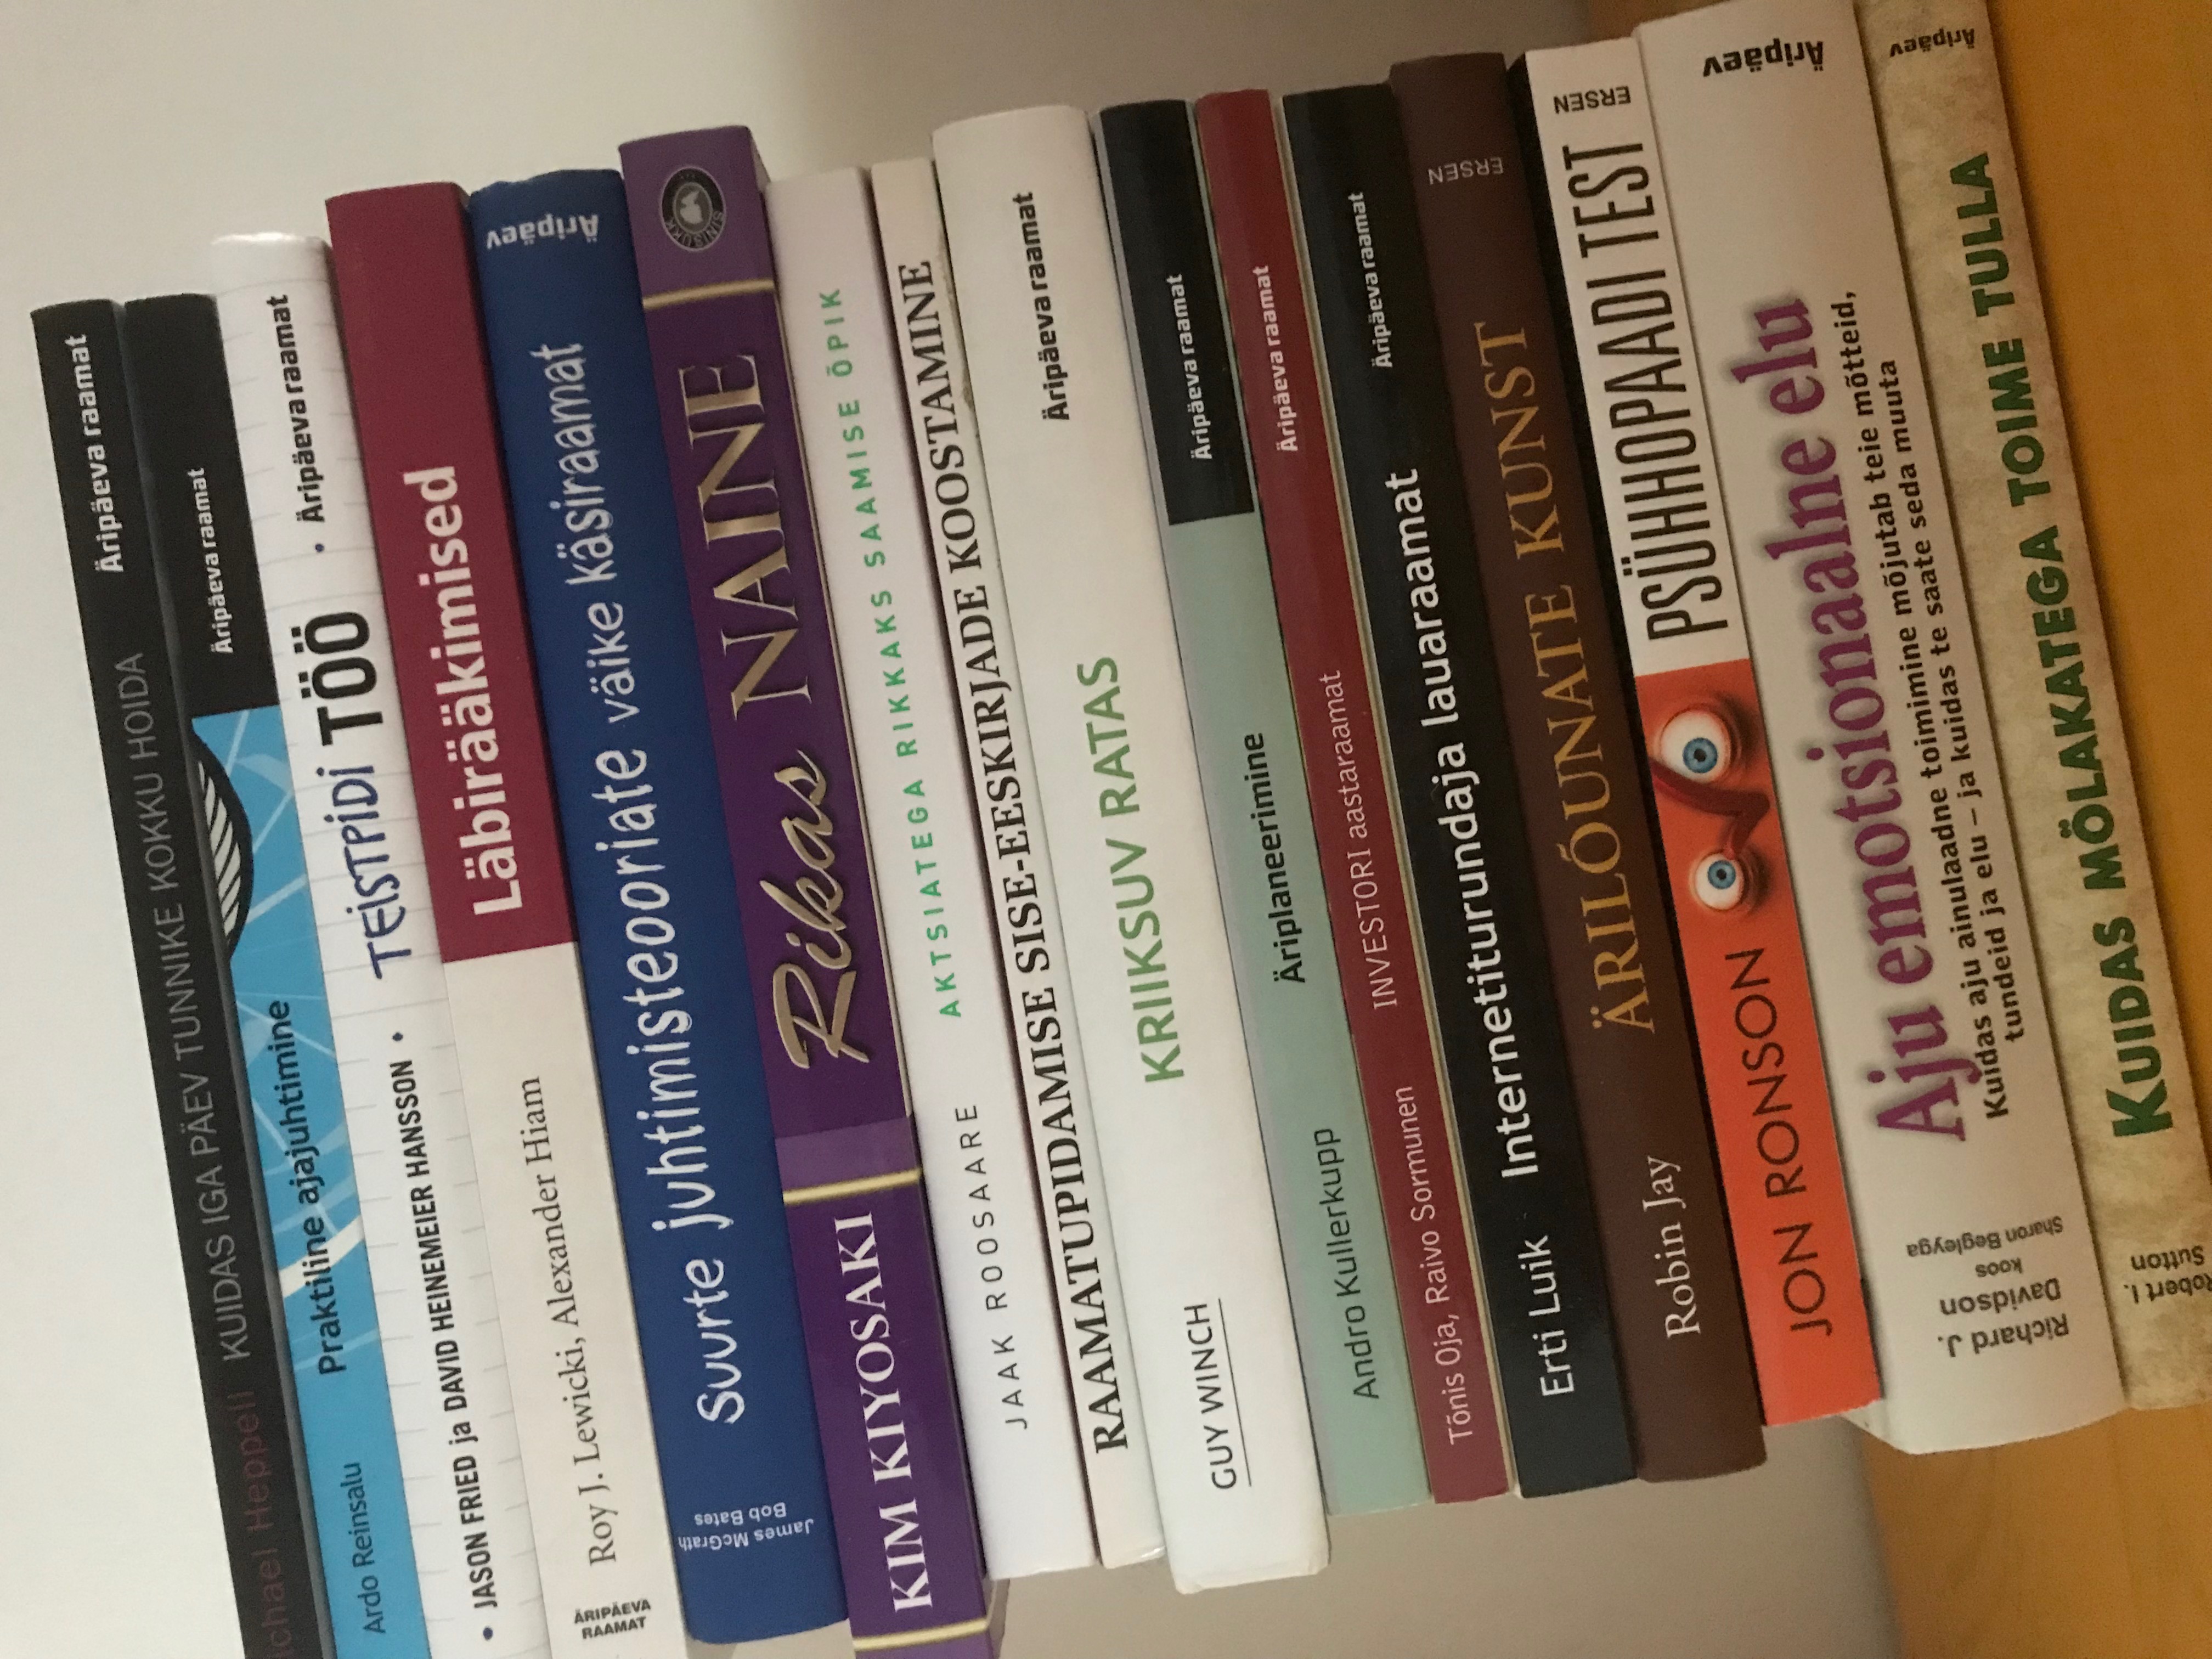 ichael Heppell KUIDAS IGA PÄEV TUNNIKE KOKKU HOIDA Äripäeva raamat
Ardo Reinsalu Praktiline ajajuhtimine Äripäeva raamat
• JASON FRIED ja DAVID HEINEMEIER HANSSON • TEISTPIDI TÖÖ • Äripäeva raamat
ÄRIPÄEVA
RAAMAT
Roy J. Lewicki, Alexander Hiam Läbirääkimised
James McGrath
Bob Bates
Suurte juhtimisteooriate väike käsiraamat Äripäev
KIM KIYOSAKI Rikas NAINE SINISUKK
JAAK ROOSAARE AKTSIATEGA RIKKAKS SAAMISE ÕPIK
RAAMATUPIDAMISE SISE-EESKIRJADE KOOSTAMINE
GUY WINCH KRIIKSUV RATAS Äripäeva raamat
Andro Kullerkupp Äriplaneerimine Äripäeva raamat
Tõnis Oja, Raivo Sormunen INVESTORI aastaraamat Äripäeva raamat
Erti Luik Internetiturundaja lauaraamat Äripäeva raamat
Robin Jay ÄRILÕUNATE KUNST ERSEN
JON RONSON PSÜHHOPAADI TEST ERSEN
Richard J.
Davidson
koos
Sharon Begleyga
Aju emotsionaalne elu
Kuidas aju ainulaadne toimimine mõjutab teie mõtteid,
tundeid ja elu – ja kuidas te saate seda muuta
Äripäev
Robert I.
Sutton
KUIDAS MÖLAKATEGA TOIME TULLA Äripäev